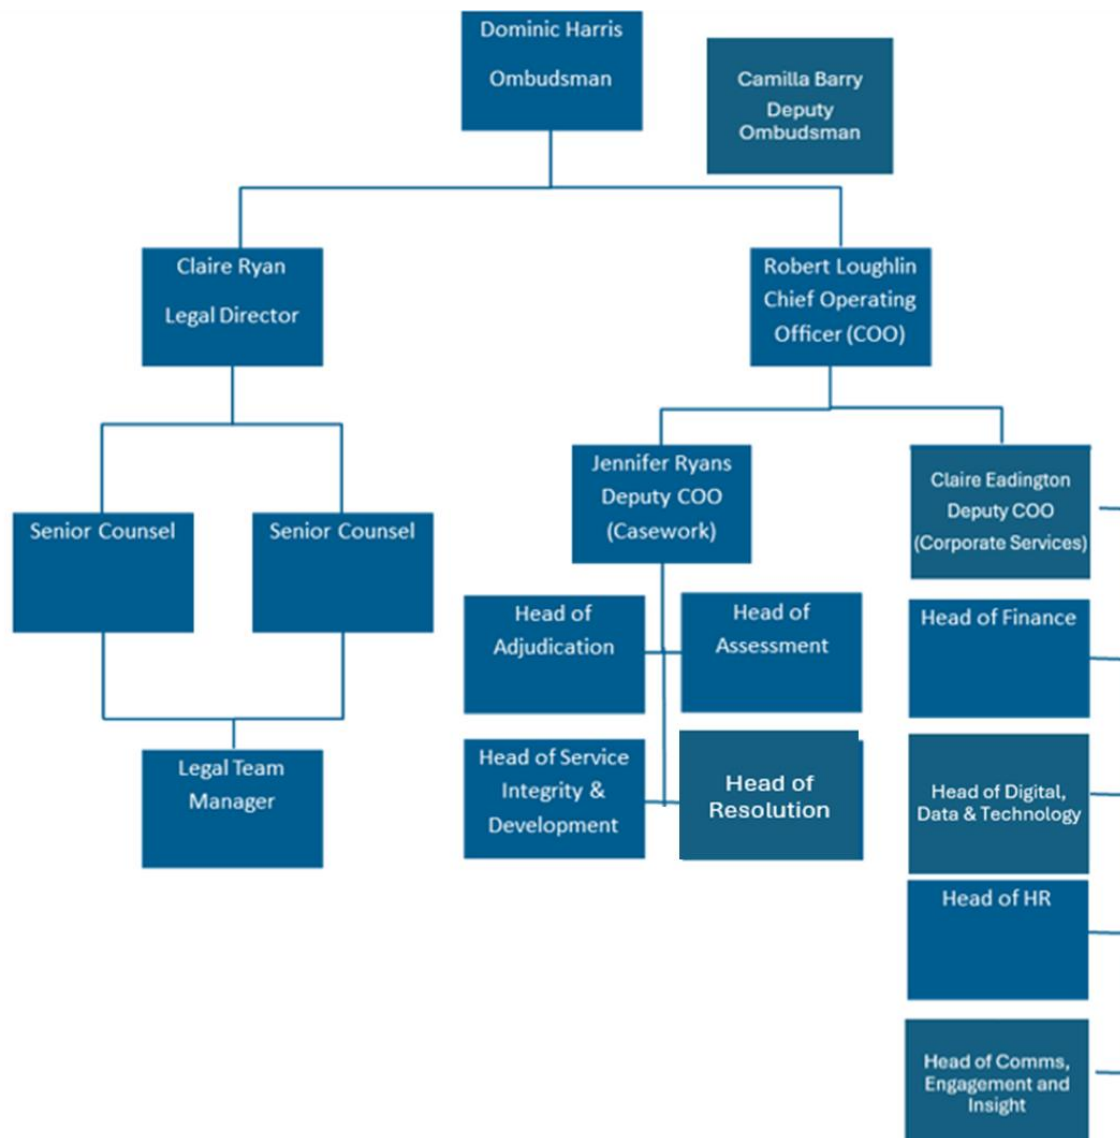 Dominic Harris
Ombudsman
Camilla Barry
Deputy
Ombudsman
Claire Ryan
Legal Director
Robert Loughlin
Chief Operating
Officer (COO)
Senior Counsel
Senior Counsel
Legal Team
Manager
Jennifer Ryans
Deputy COO
(Casework)
Head of
Adjudication
Head of
Assessment
Head of Service
Integrity &
Development
Head of
Resolution
Claire Eadington
Deputy COO
(Corporate Services)
Head of Finance
Head of Digital,
Data & Technology
Head of HR
Head of Comms,
Engagement and
Insight